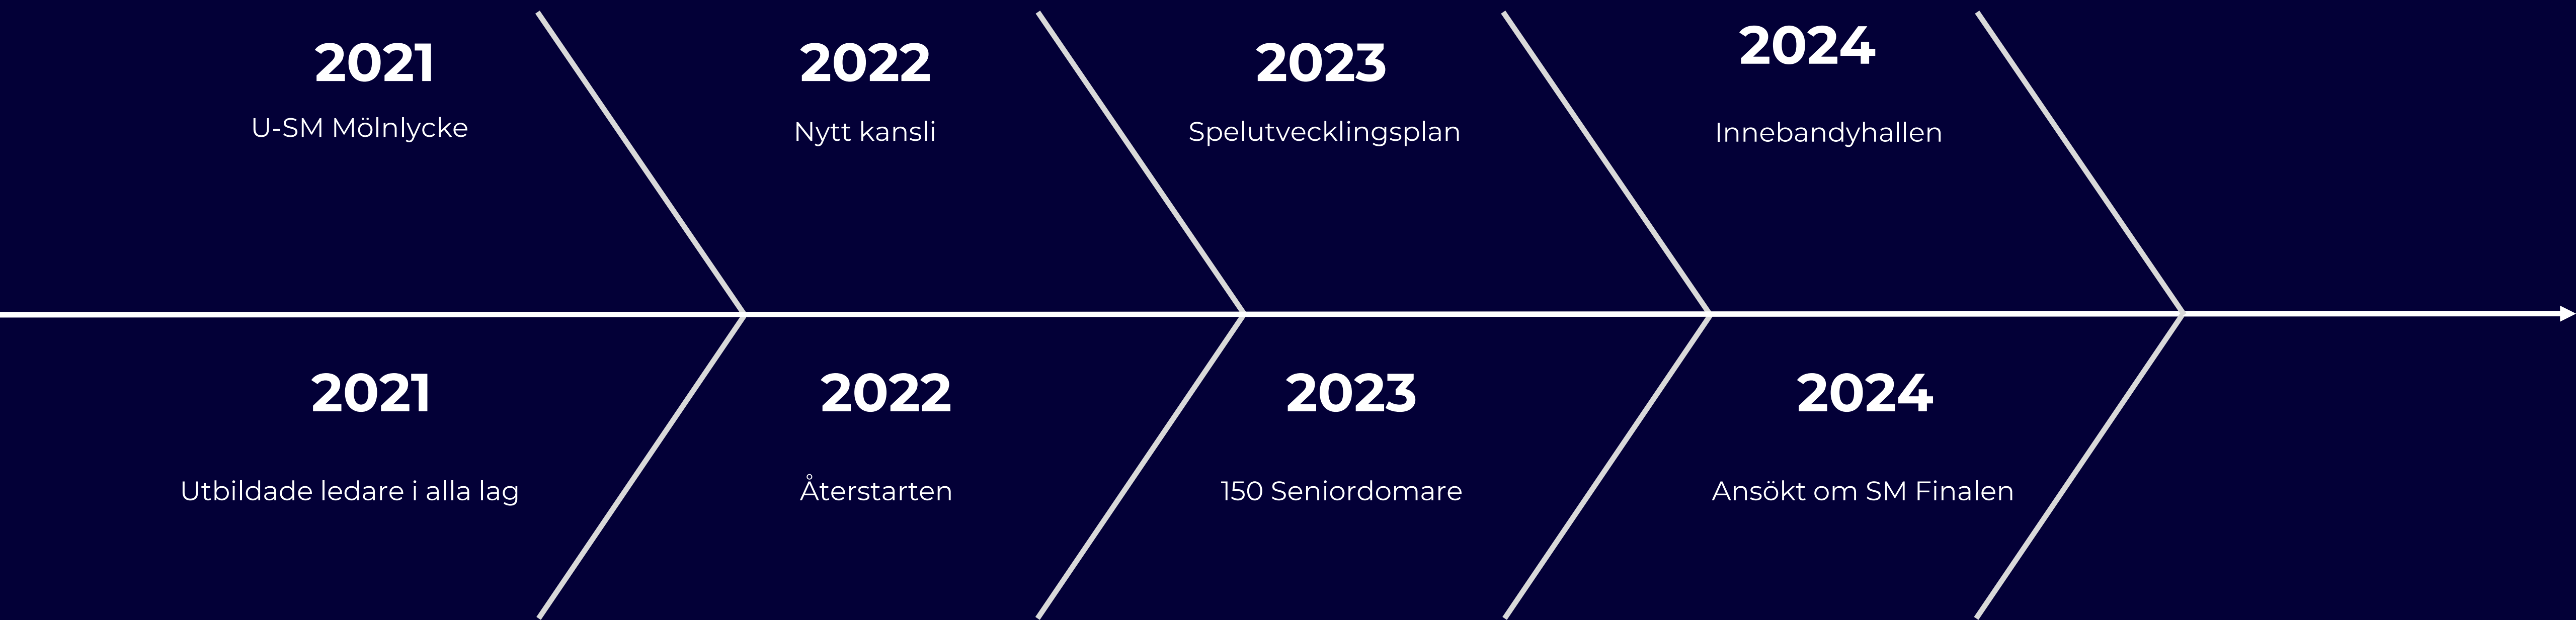 2021
U-SM Mölnlycke
2022
Nytt kansli
2023
Spelutvecklingsplan
2024
Innebandyhallen
2021
Utbildade ledare i alla lag
2022
Återstarten
2023
150 Seniordomare
2024
Ansökt om SM Finalen